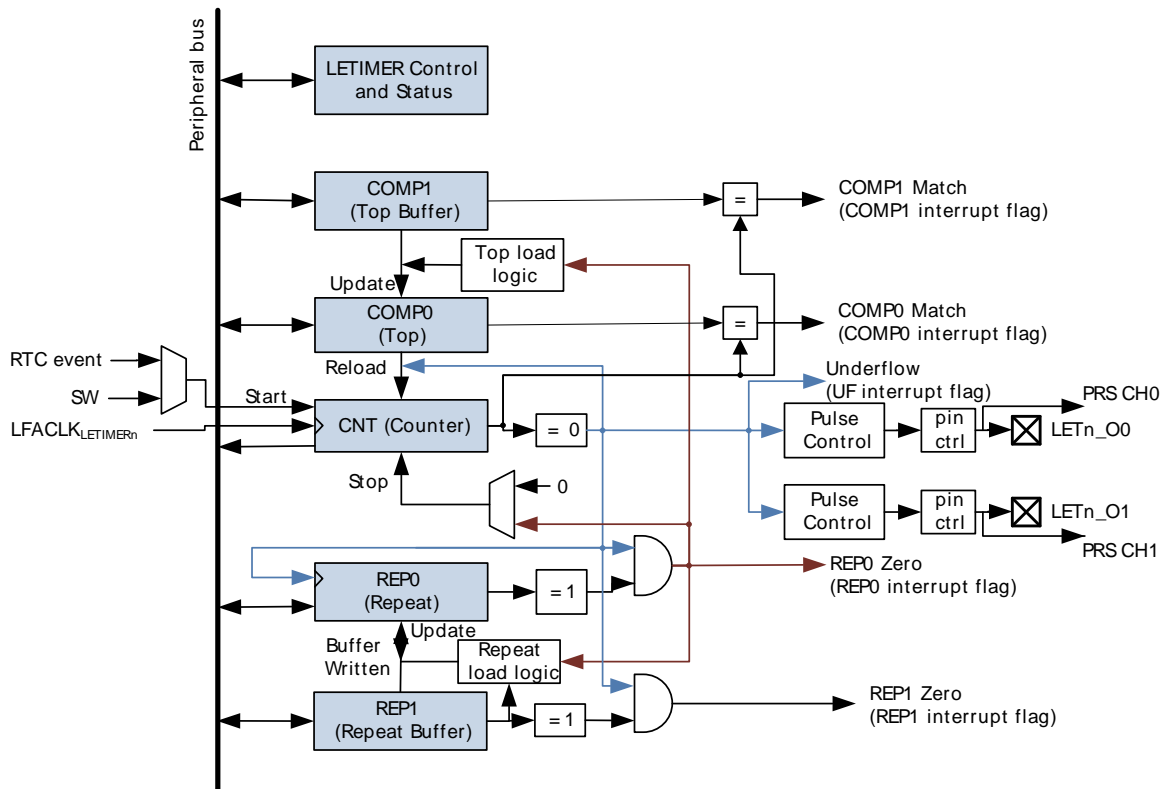 Peripheral bus
LETIMER Control
and Status
COMP1
(Top Buffer)
=
COMP1 Match
(COMP1 interrupt flag)
Top load
logic
Update
COMP0
(Top)
=
COMP0 Match
(COMP0 interrupt flag)
RTC event
SW
LFACLK LETIMERn
Reload
Start
CNT (Counter)
= 0
Underflow
(UF interrupt flag)
Pulse
Control
pin
ctrl
PRS CH0
LETn_O0
Stop
0
Pulse
Control
pin
ctrl
LETn_O1
PRS CH1
REP0
(Repeat)
= 1
REP0 Zero
(REP0 interrupt flag)
Update
Buffer
Written
Repeat
load logic
REP1
(Repeat Buffer)
= 1
REP1 Zero
(REP1 interrupt flag)